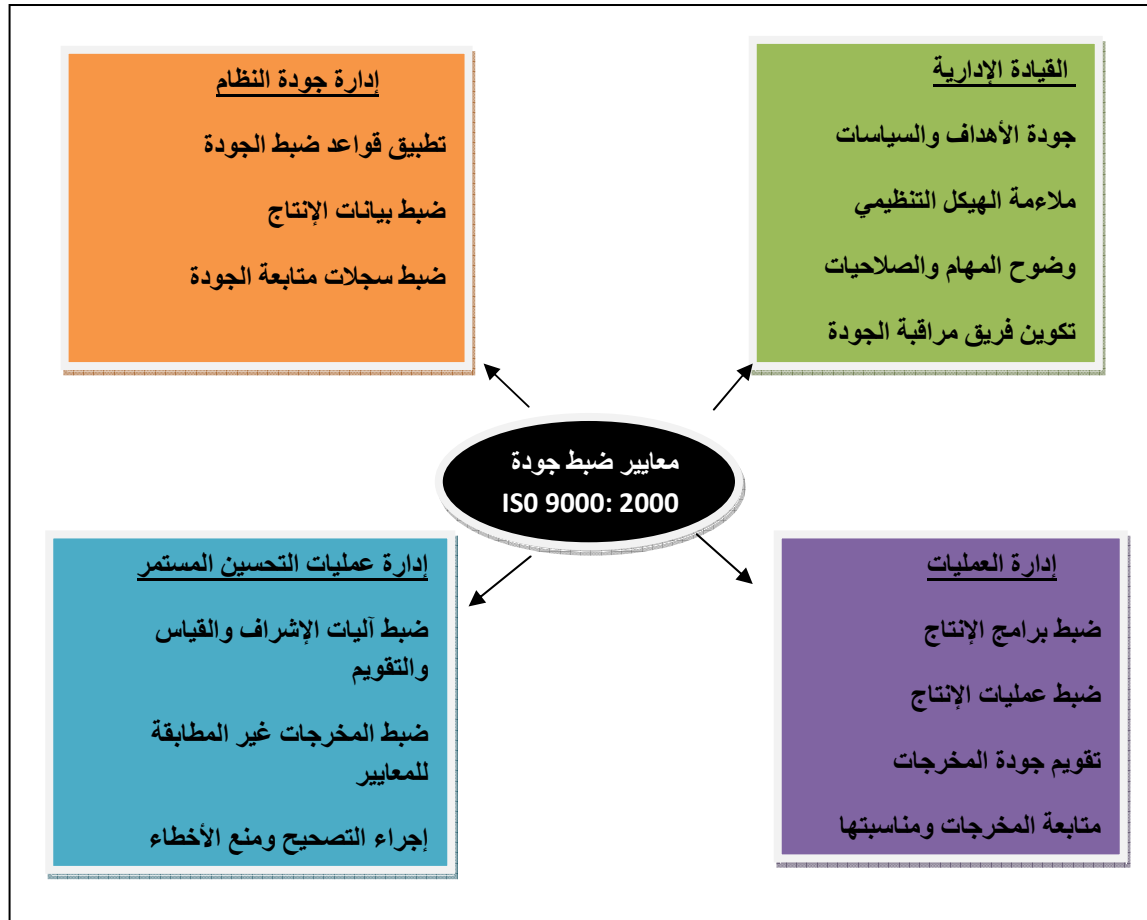 القيادة الإدارية
جودة الأهداف والسياسات
ملاءمة الهيكل التنظيمي
وضوح المهام والصلاحيات
تكوين فريق مراقبة الجودة
إدارة جودة النظام
تطبيق قواعد ضبط الجودة
ضبط بيانات الإنتاج
ضبط سجلات متابعة الجودة
معايير ضبط جودة
IS0 9000: 2000
إدارة العمليات
ضبط برامج الإنتاج
ضبط عمليات الإنتاج
تقويم جودة المخرجات
متابعة المخرجات ومناسبتها
إدارة عمليات التحسين المستمر
ضبط آليات الإشراف والقياس
والتقويم
ضبط المخرجات غير المطابقة
للمعايير
إجراء التصحيح ومنع الأخطاء